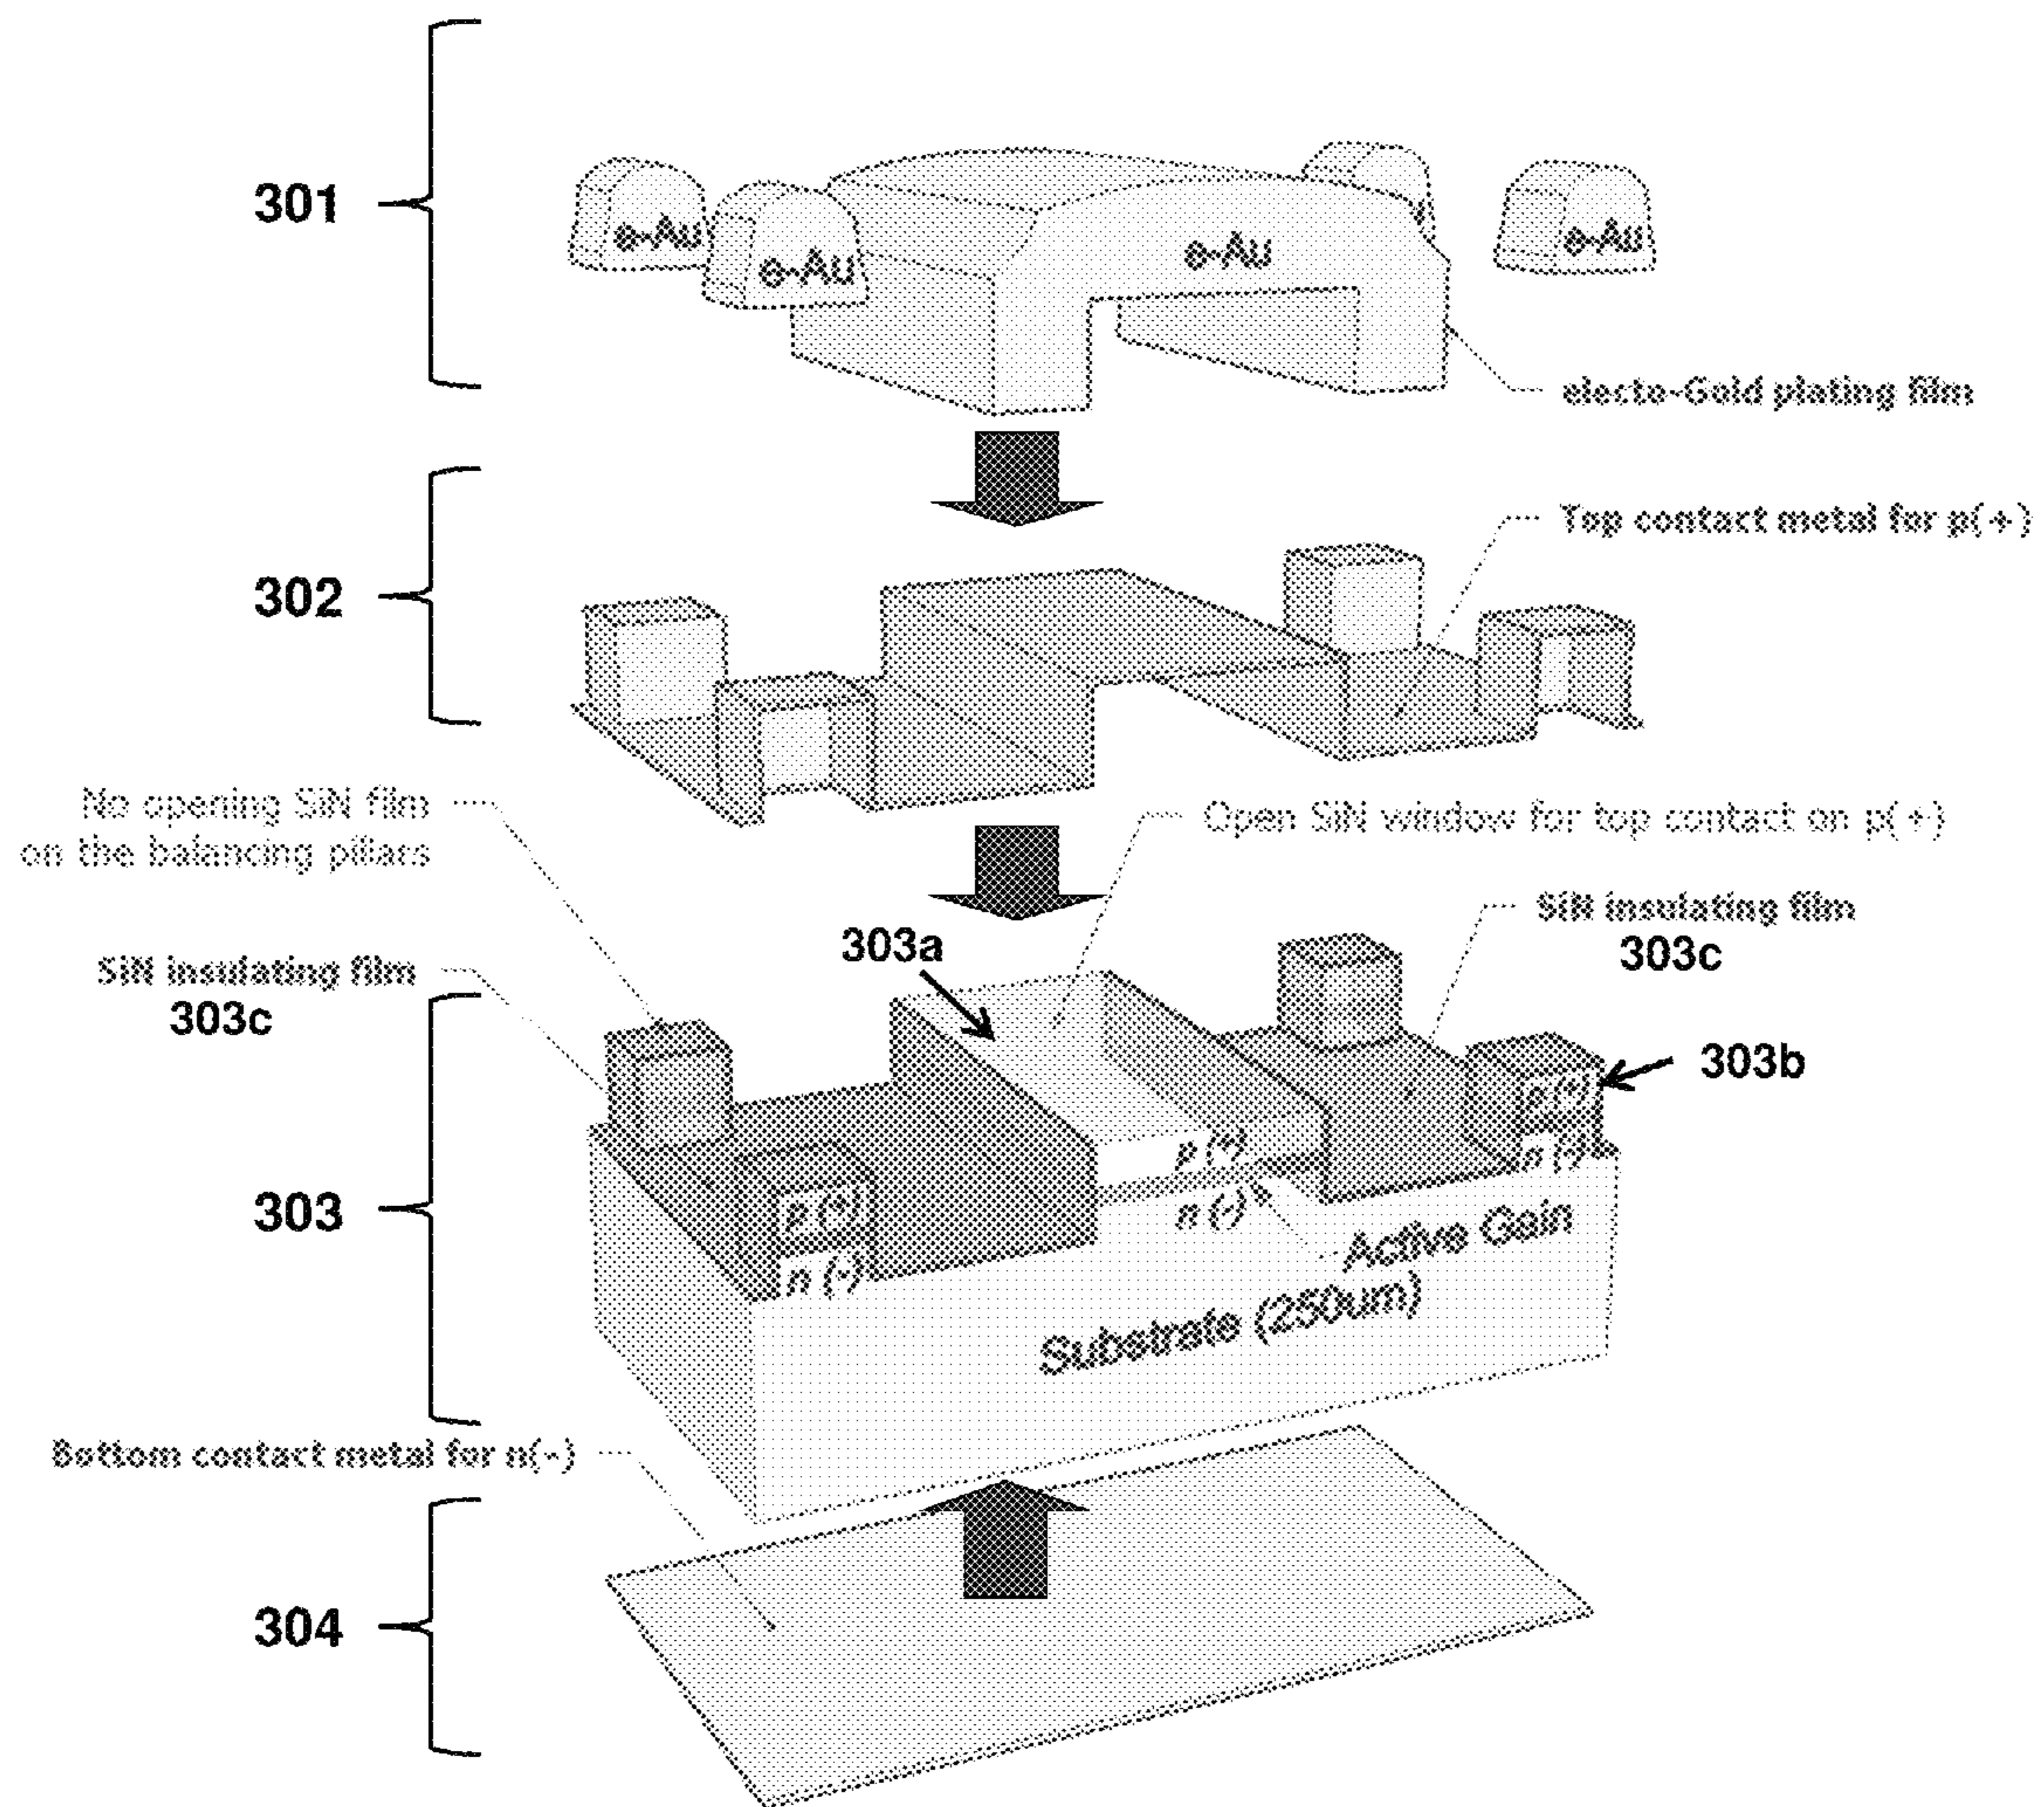 301
e-Au
e-Au
e-Au
e-Au
electo-Gold plating film
302
Top contact metal for p(+)
No opening SiN film
on the balancing pillars
Open SiN window for top contact on p(+)
303a
SiN insulating film
303c
SiN insulating film
303c
303b
p (+)
n (-)
p (+)
n (-)
303
p (+)
n (-)
Active Gain
Substrate (250um)
Bottom contact metal for n(-)
304